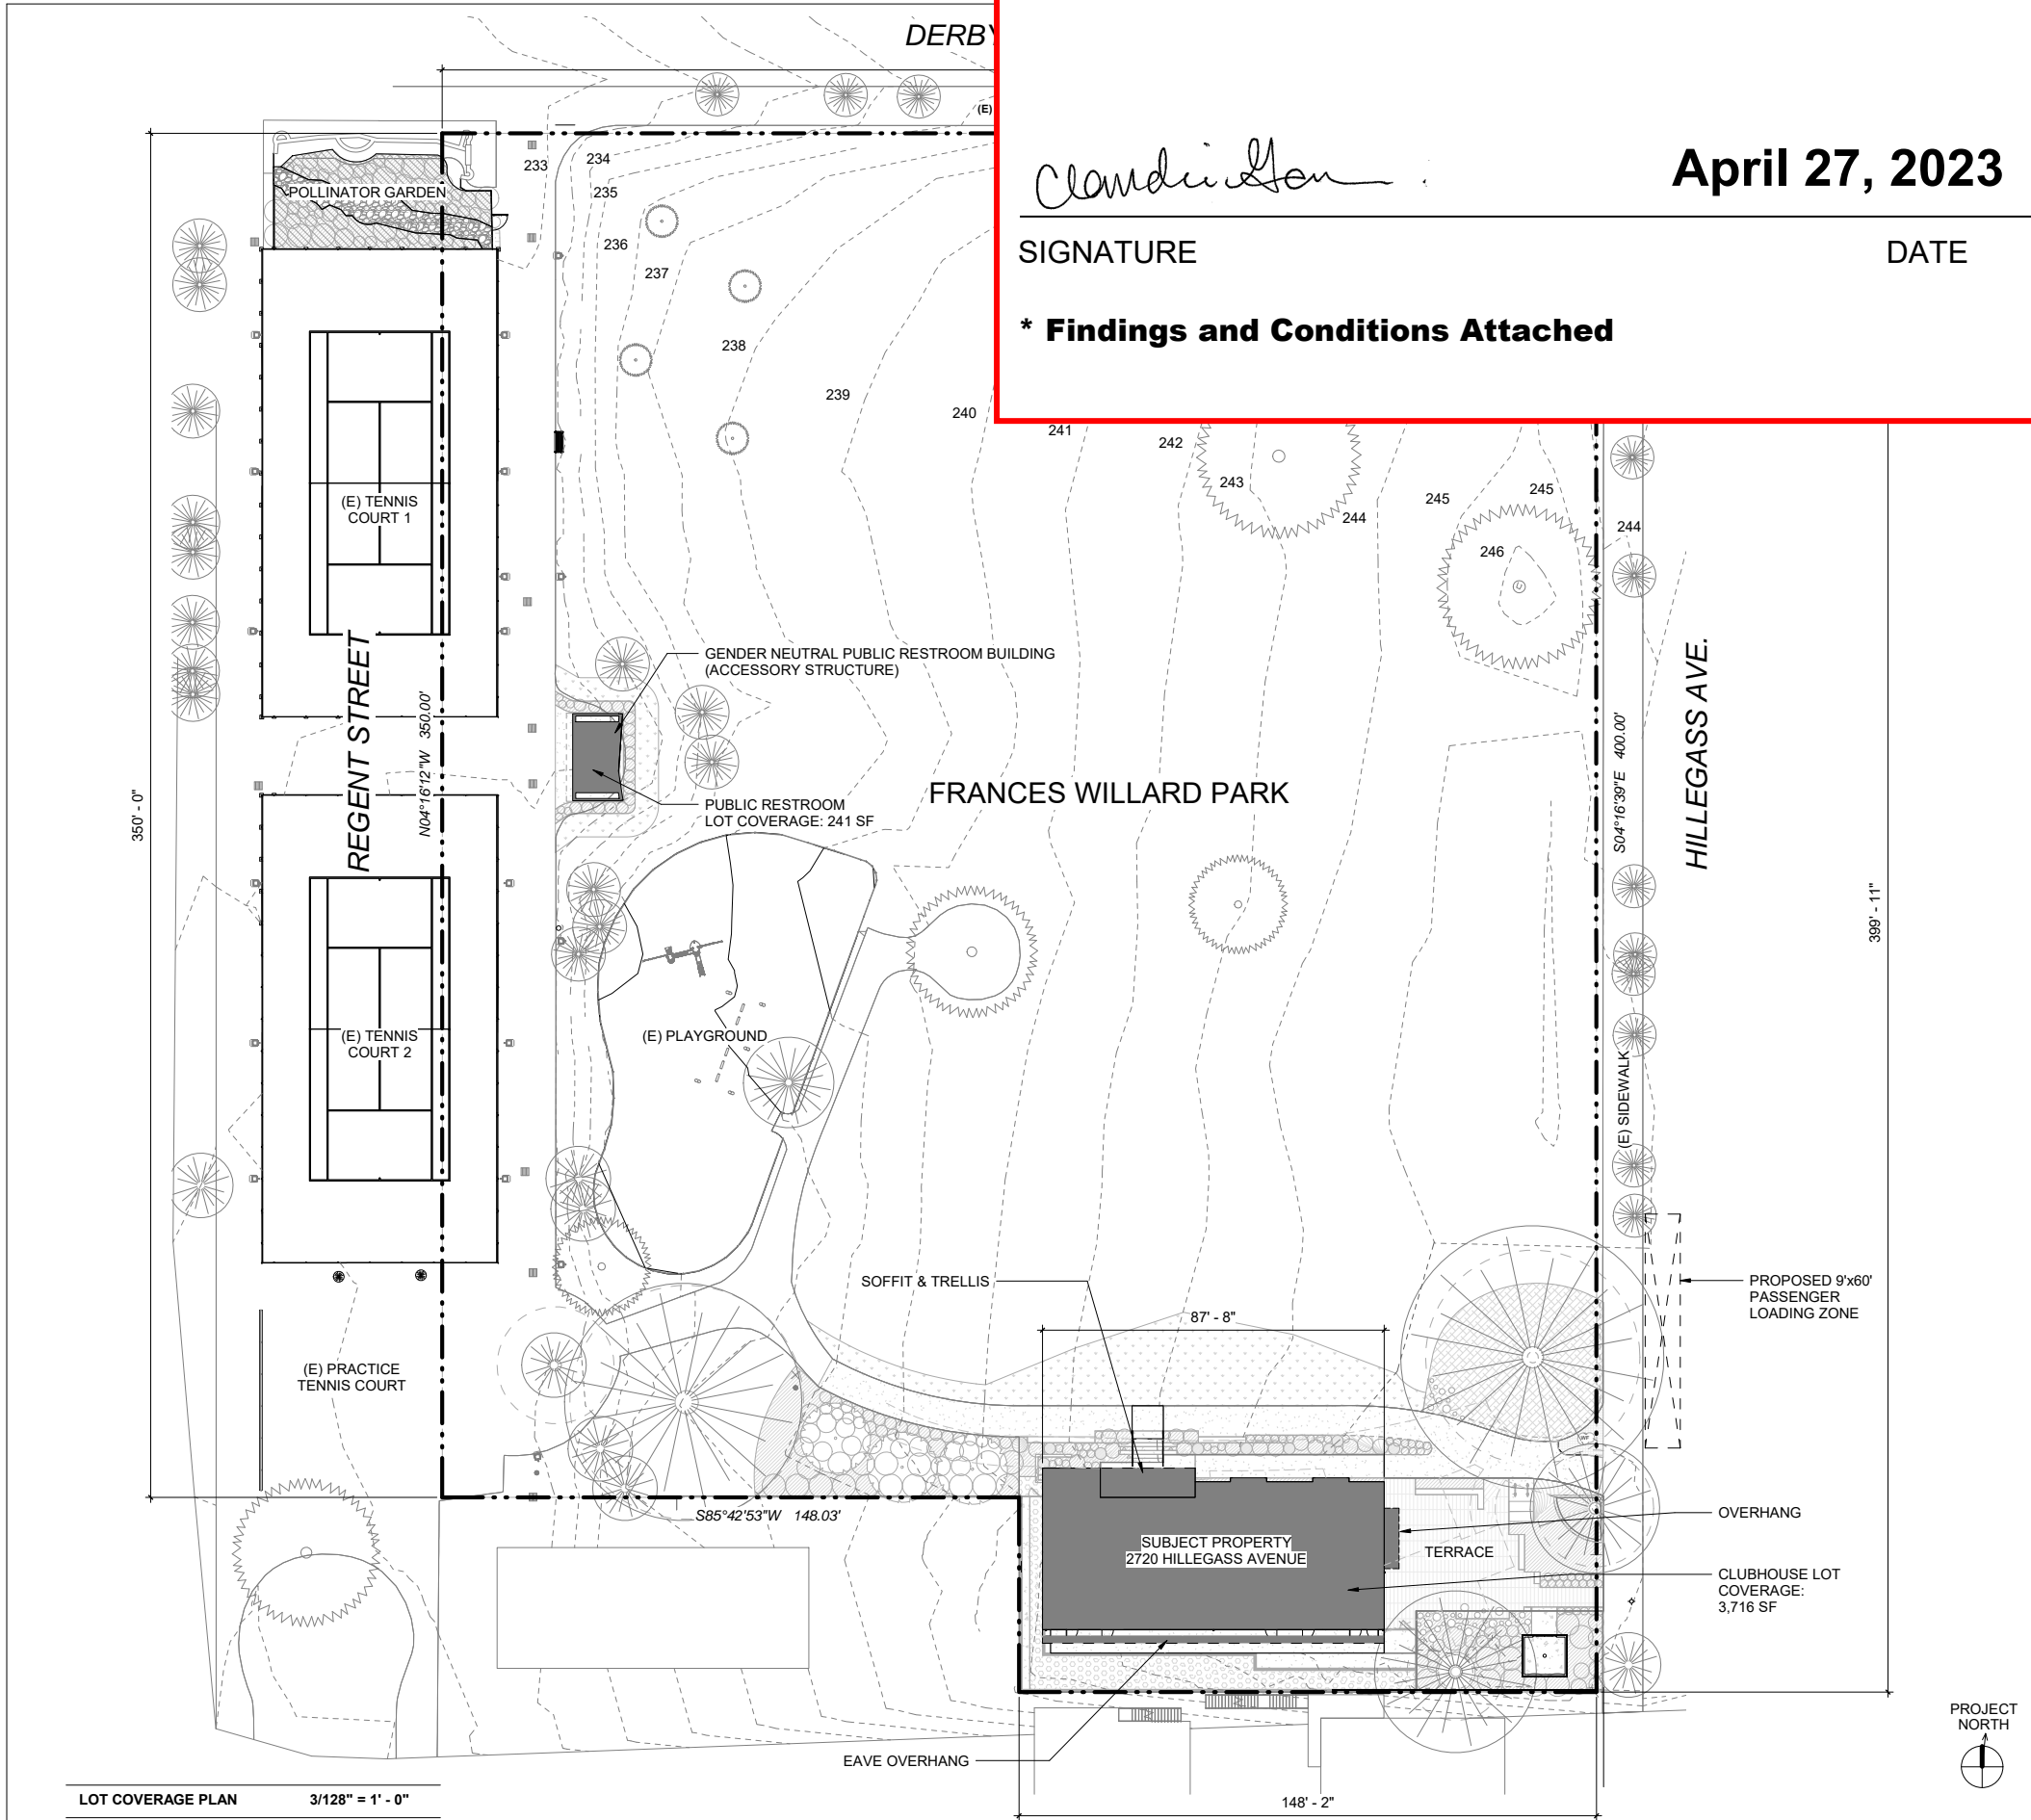 DERBY
(E)
Claudia Garcia
April 27, 2023
SIGNATURE
DATE
* Findings and Conditions Attached
POLLINATOR GARDEN
233
234
235
236
237
238
239
240
241
242
243
244
245
245
246
244
(E) TENNIS
COURT 1
REGENT STREET
N04°16'12"W 350.00'
350' - 0"
GENDER NEUTRAL PUBLIC RESTROOM BUILDING
(ACCESSORY STRUCTURE)
PUBLIC RESTROOM
LOT COVERAGE: 241 SF
FRANCES WILLARD PARK
S04°16'39"E 400.00'
HILLEGASS AVE.
399' - 11"
(E) TENNIS
COURT 2
(E) PLAYGROUND
(E) SIDEWALK
SOFFIT & TRELLIS
87' - 8"
PROPOSED 9'x60'
PASSENGER
LOADING ZONE
(E) PRACTICE
TENNIS COURT
WF
S85°42'53"W 148.03'
SUBJECT PROPERTY
2720 HILLEGASS AVENUE
TERRACE
OVERHANG
CLUBHOUSE LOT
COVERAGE:
3,716 SF
EAVE OVERHANG
148' - 2"
PROJECT
NORTH
LOT COVERAGE PLAN 3/128" = 1' - 0"